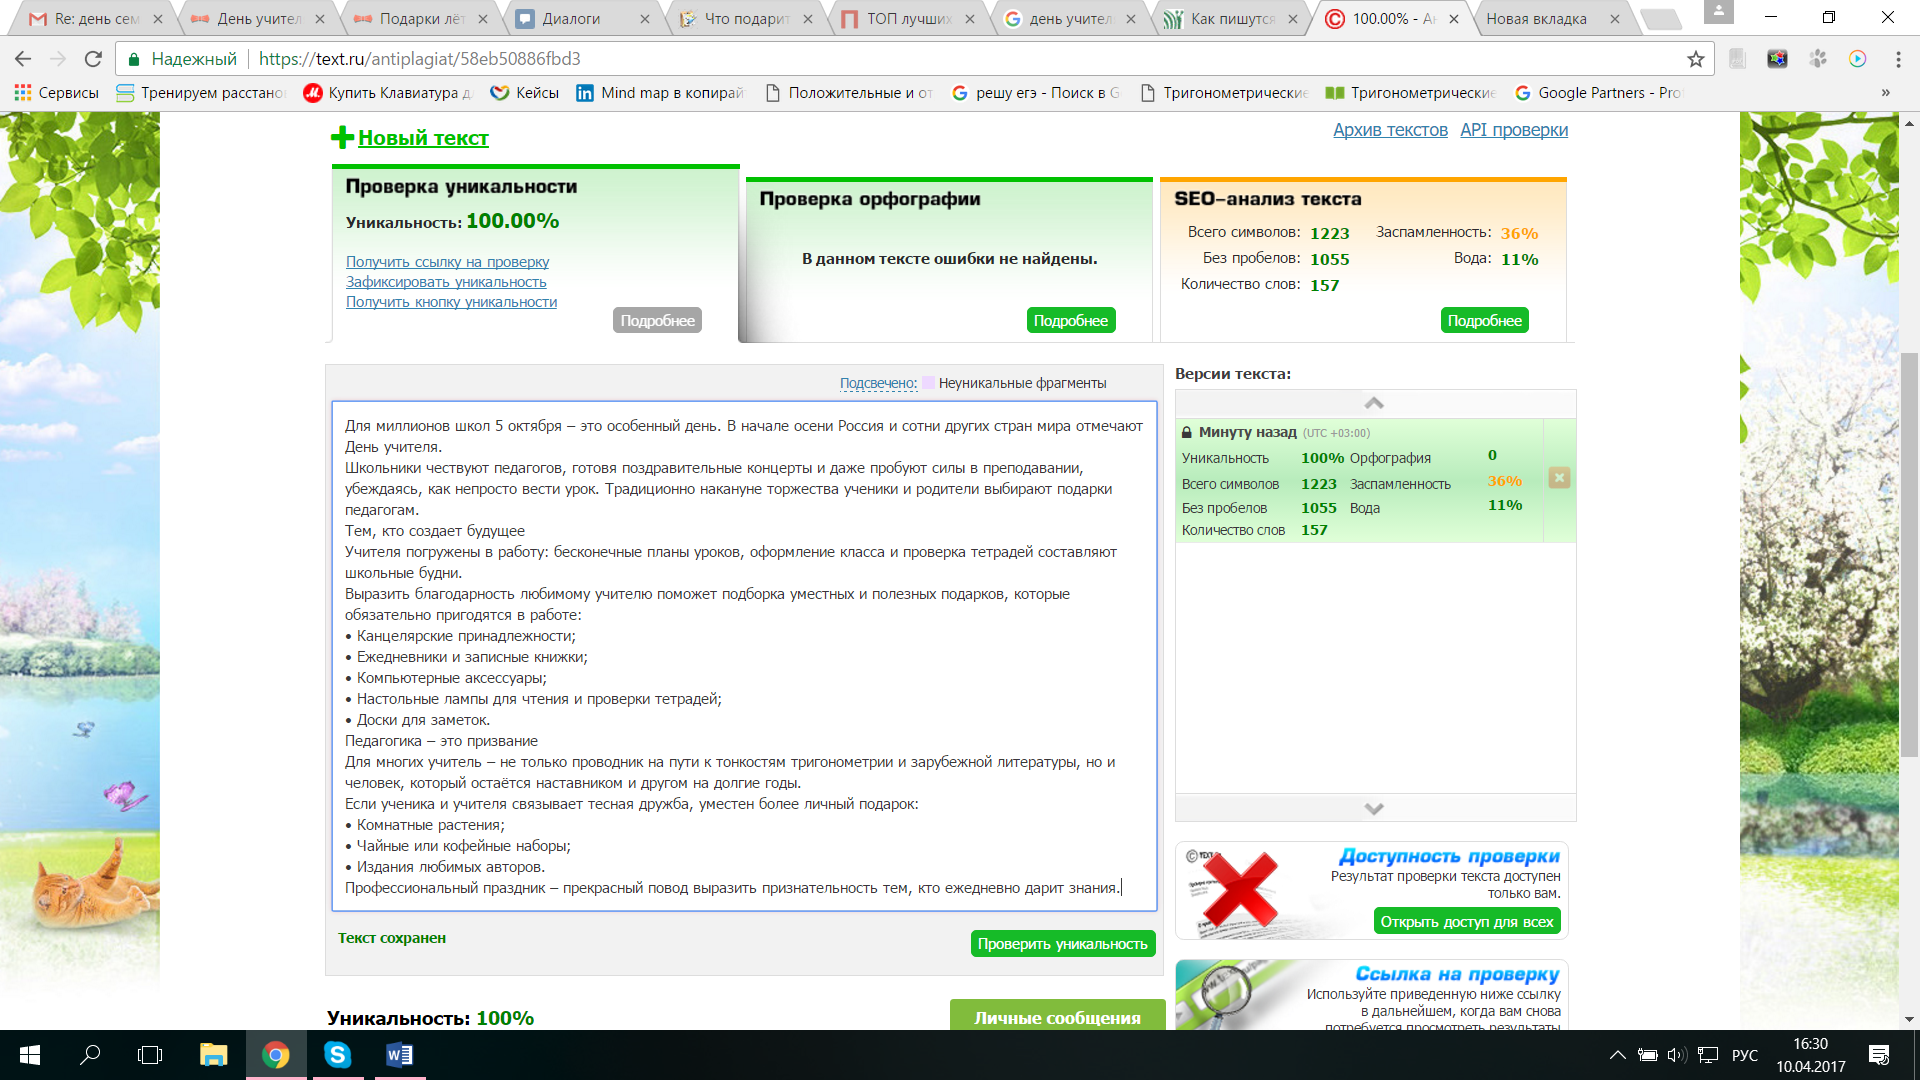 Re: день сем
День учител
Подарки лёт
Диалоги
Что подарит
ТОП лучших
день учител
Как пишутся
100.00% - Ан
Новая вкладка
Надежный
https://text.ru/antiplagiat/58eb50886fbd3
Сервисы
Тренируем расстано
Купить Клавиатура д
Кейсы
Mind map в копирай
Положительные и от
решу егэ - Поиск в G
Тригонометрические
Тригонометрические
Google Partners - Pro
»
Новый текст
Архив текстов API проверки
Проверка уникальности
Уникальность: 100.00%
Получить ссылку на проверку
Зафиксировать уникальность
Получить кнопку уникальности
Подробнее
Проверка орфографии
В данном тексте ошибки не найдены.
Подробнее
SEO-анализ текста
Всего символов: 1223 Заспамленность: 36%
Без пробелов: 1055 Вода: 11%
Количество слов: 157
Подробнее
Подсвечено: Неуникальные фрагменты
Для миллионов школ 5 октября – это особенный день. В начале осени Россия и сотни других стран мира отмечают
День учителя.
Школьники чествуют педагогов, готовя поздравительные концерты и даже пробуют силы в преподавании,
убеждаясь, как непросто вести урок. Традиционно накануне торжества ученики и родители выбирают подарки
педагогам.
Тем, кто создает будущее
Учителя погружены в работу: бесконечные планы уроков, оформление класса и проверка тетрадей составляют
школьные будни.
Выразить благодарность любимому учителю поможет подборка уместных и полезных подарков, которые
обязательно пригодятся в работе:
• Канцелярские принадлежности;
• Ежедневники и записные книжки;
• Компьютерные аксессуары;
• Настольные лампы для чтения и проверки тетрадей;
• Доски для заметок.
Педагогика – это призвание
Для многих учитель – не только проводник на пути к тонкостям тригонометрии и зарубежной литературы, но и
человек, который остаётся наставником и другом на долгие годы.
Если ученика и учителя связывает тесная дружба, уместен более личный подарок:
• Комнатные растения;
• Чайные или кофейные наборы;
• Издания любимых авторов.
Профессиональный праздник – прекрасный повод выразить признательность тем, кто ежедневно дарит знания.
Текст сохранен
Проверить уникальность
Уникальность: 100%
Личные сообщения
Версии текста:
Минуту назад (UTC +03:00)
Уникальность 100% Орфография 0
Всего символов 1223 Заспамленность 36%
Без пробелов 1055 Вода 11%
Количество слов 157
Доступность проверки
Результат проверки текста доступен
только вам.
Открыть доступ для всех
Ссылка на проверку
Используйте приведенную ниже ссылку
в дальнейшем, когда вам снова
потребуется просмотреть результаты
РУС
16:30
10.04.2017